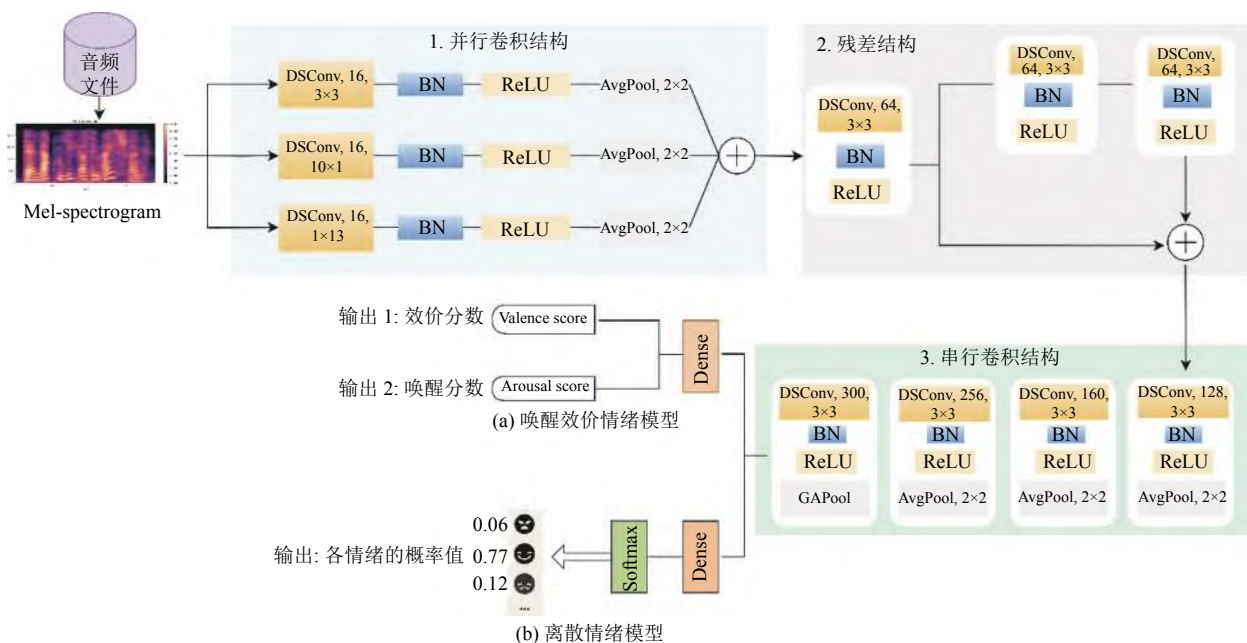 音频
文件
Mel-spectrogram
1. 并行卷积结构
DSConv, 16,
3×3
BN
ReLU
AvgPool, 2×2
DSConv, 16,
10×1
BN
ReLU
AvgPool, 2×2
DSConv, 16,
1×13
BN
ReLU
AvgPool, 2×2
2. 残差结构
DSConv, 64,
3×3
BN
ReLU
DSConv,
64, 3×3
BN
ReLU
DSConv,
64, 3×3
BN
ReLU
3. 串行卷积结构
DSConv, 300,
3×3
BN
ReLU
GAPool
DSConv, 256,
3×3
BN
ReLU
AvgPool, 2×2
DSConv, 160,
3×3
BN
ReLU
AvgPool, 2×2
DSConv, 128,
3×3
BN
ReLU
AvgPool, 2×2
输出 1: 效价分数
Valence score
输出 2: 唤醒分数
Arousal score
Dense
(a) 唤醒效价情绪模型
输出: 各情绪的概率值
0.06
0.77
0.12
...
Softmax
Dense
(b) 离散情绪模型